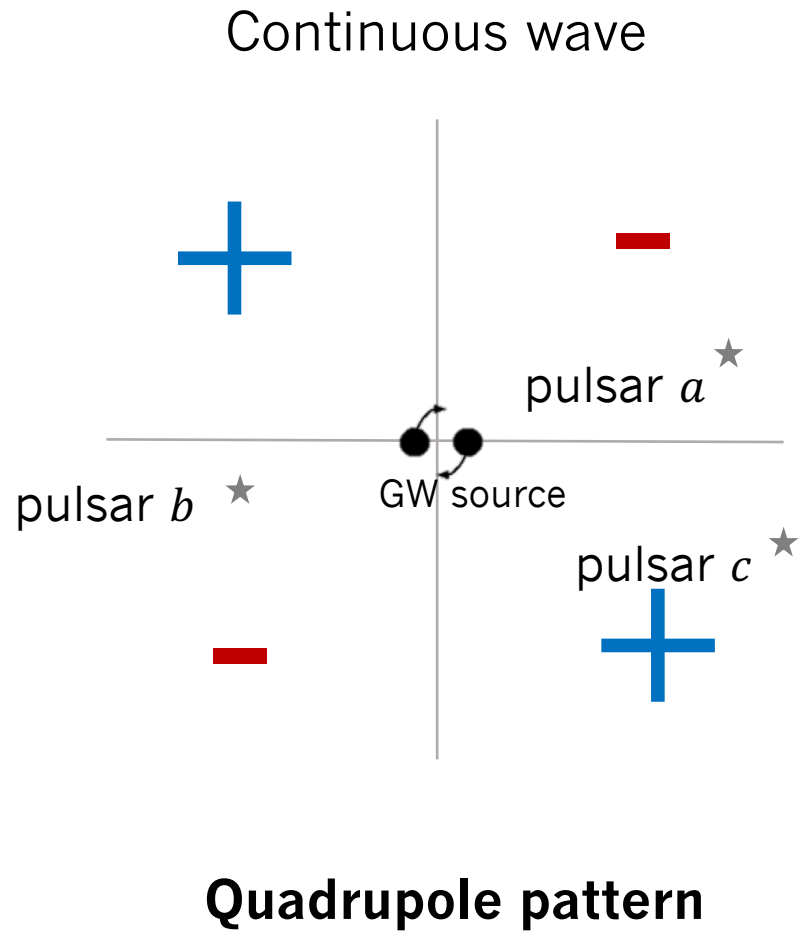 Continuous wave
pulsar a
GW source
pulsar b
pulsar c
Quadrupole pattern